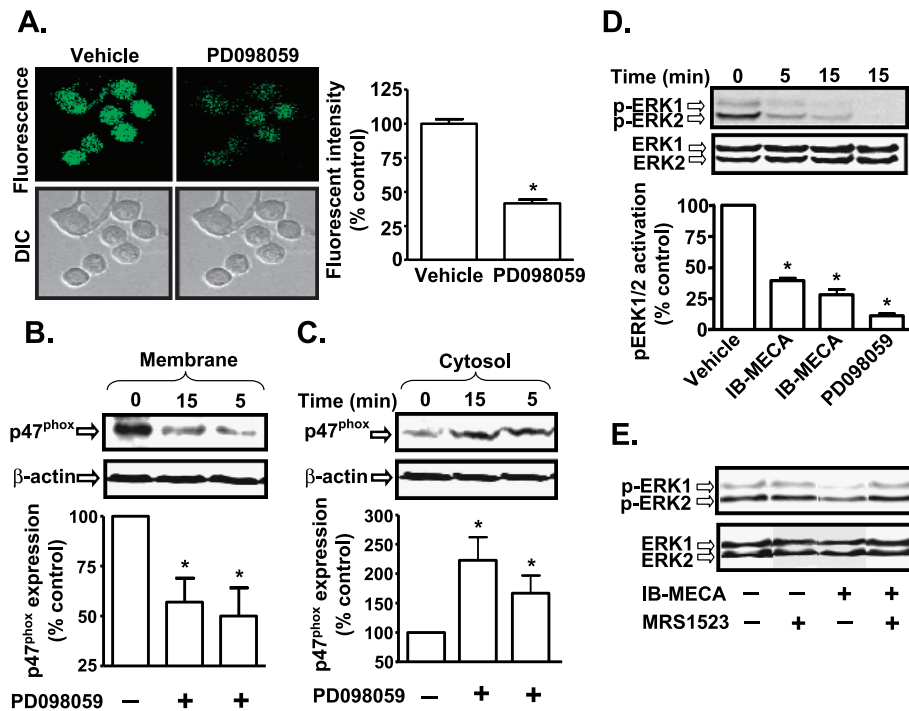 A.
Vehicle PD098059
Fluorescence
DIC
Fluorescent intensity
(% control)
125
100
75
50
25
0
*
Vehicle PD098059
B.
Membrane
0 15 5
p47phox
β-actin
p47phox expression
(% control)
100
75
50
25
* *
PD098059 – + +
C.
Cytosol
Time (min) 0 15 5
p47phox
β-actin
p47phox expression
(% control)
300
250
200
150
100
50
* *
PD098059 – + +
D.
Time (min) 0 5 15 15
p-ERK1
p-ERK2
ERK1
ERK2
pERK1/2 activation
(% control)
100
75
50
25
0
* * *
Vehicle
IB-MECA
IB-MECA
PD098059
E.
p-ERK1
p-ERK2
ERK1
ERK2
IB-MECA – – + +
MRS1523 – + – +